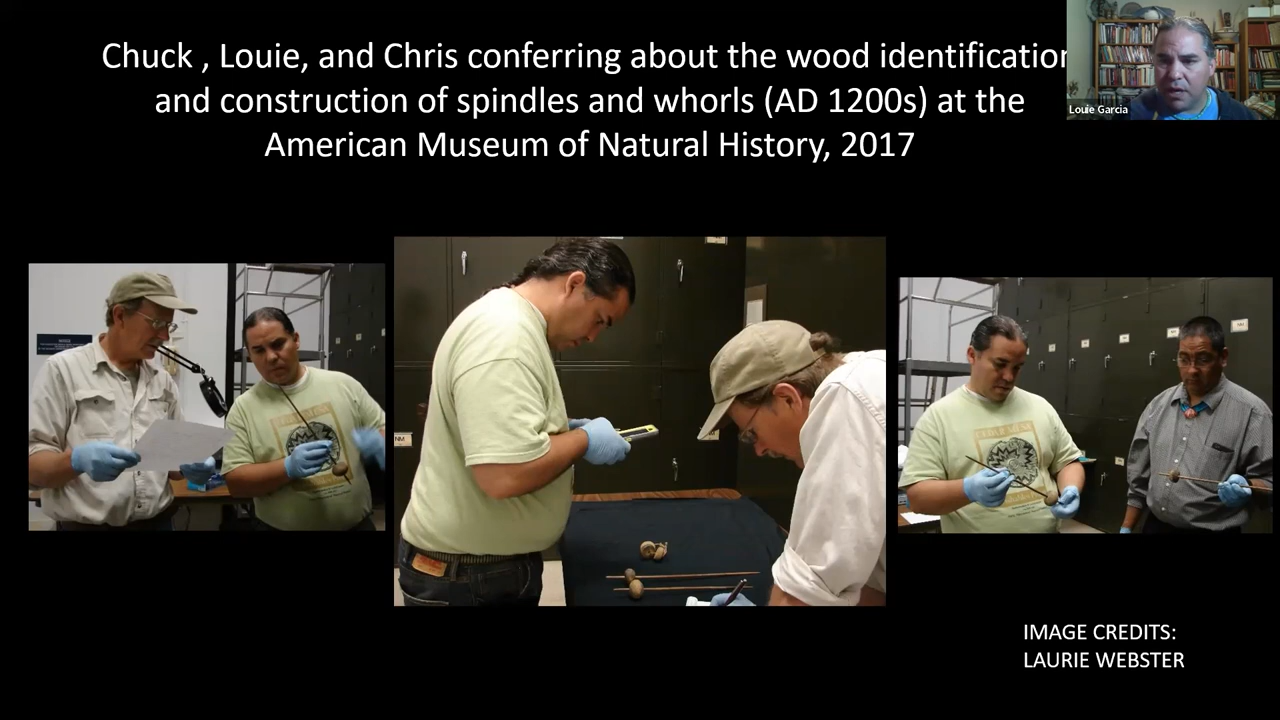 Chuck , Louie, and Chris conferring about the wood identification
and construction of spindles and whorls (AD 1200s) at the
American Museum of Natural History, 2017
Louie Garcia
IMAGE CREDITS:
LAURIE WEBSTER